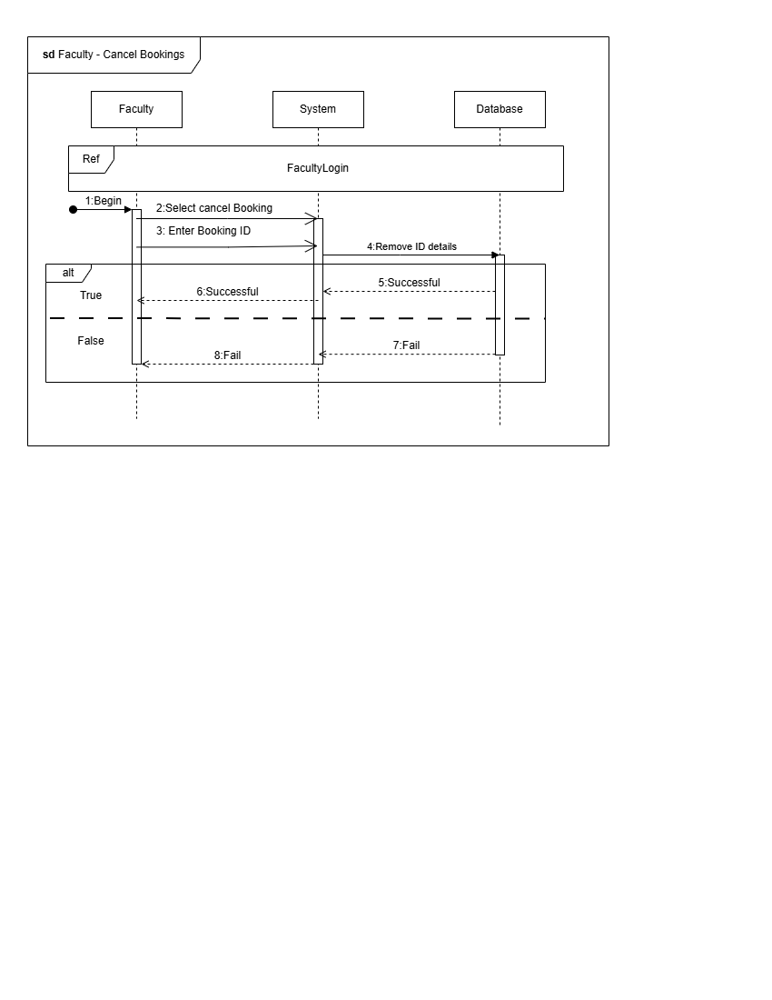 sd Faculty - Cancel Bookings
Faculty
System
Database
Ref
FacultyLogin
1:Begin
2:Select cancel Booking
3: Enter Booking ID
4:Remove ID details
alt
True
5:Successful
6:Successful
False
7:Fail
8:Fail